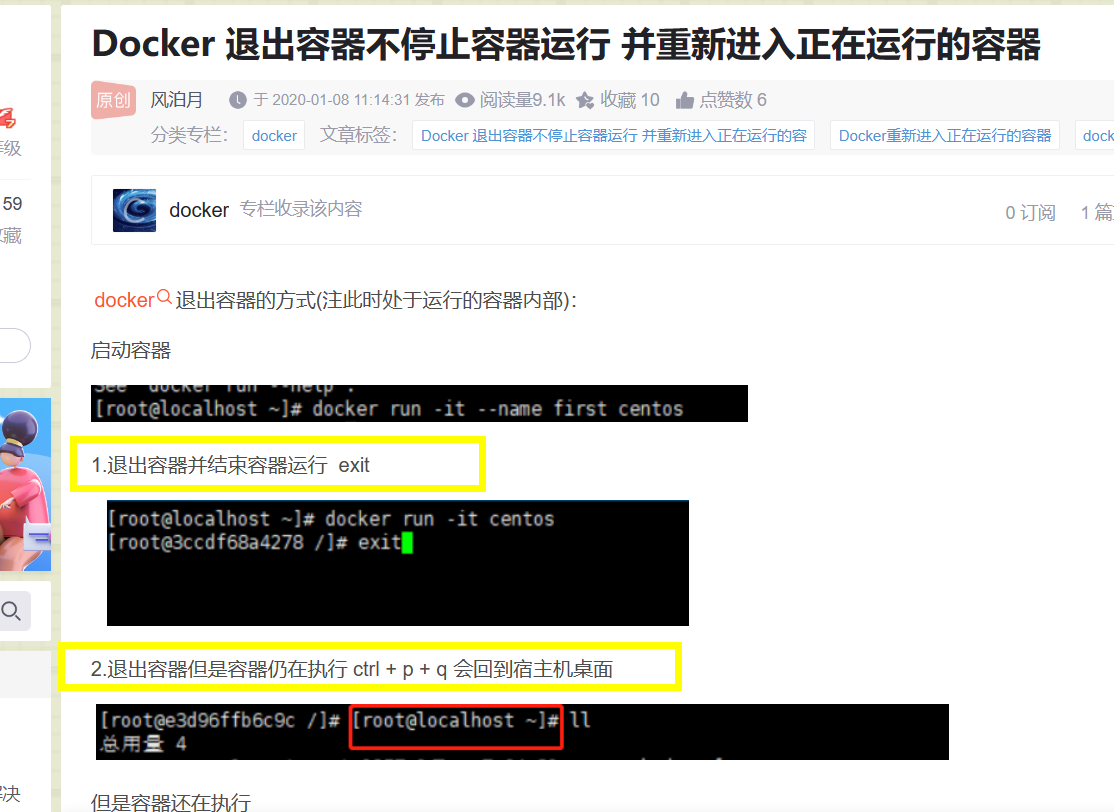 Docker 退出容器不停止容器运行 并重新进入正在运行的容器
原创 风泊月 于 2020-01-08 11:14:31 发布 阅读量9.1k 收藏 10 点赞数 6
分类专栏： docker 文章标签： Docker 退出容器不停止容器运行 并重新进入正在运行的容 Docker重新进入正在运行的容器 dock
级
59
藏
docker 专栏收录该内容 0 订阅 1 篇
docker 退出容器的方式(注此时处于运行的容器内部)：
启动容器
See 'docker run --help'.
[root@localhost ~]# docker run -it --name first centos
1.退出容器并结束容器运行 exit
[root@localhost ~]# docker run -it centos
[root@3ccdf68a4278 /]# exit
2.退出容器但是容器仍在执行 ctrl + p + q 会回到宿主机桌面
[root@e3d96ffb6c9c /]# [root@localhost ~]# ll
总用量 4
决
但是容器还在执行